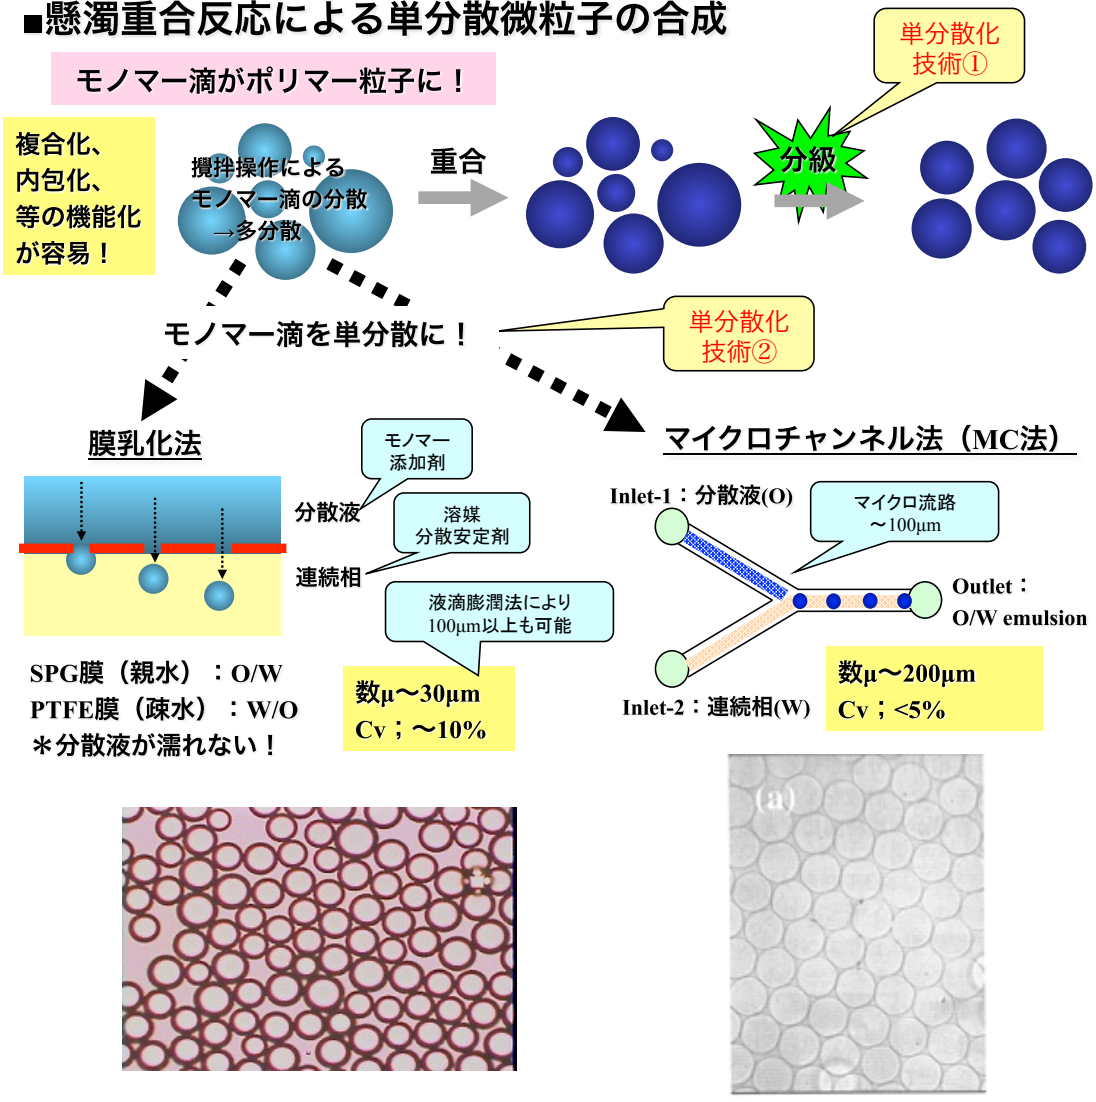 ■懸濁重合反応による単分散微粒子の合成
モノマー滴がポリマー粒子に！
単分散化
技術①
複合化、
内包化、
等の機能化
が容易！
攪拌操作による
モノマー滴の分散
→多分散
重合
分級
モノマー滴を単分散に！
単分散化
技術②
膜乳化法
モノマー
添加剤
分散液
溶媒
分散安定剤
連続相
液滴膨潤法により
100μm以上も可能
SPG膜（親水）：O/W
PTFE膜（疎水）：W/O
＊分散液が濡れない！
数μ～30μm
Cv；～10%
マイクロチャンネル法（MC法）
Inlet-1：分散液(O)
マイクロ流路
～100μm
Outlet：
O/W emulsion
Inlet-2：連続相(W)
数μ～200μm
Cv；<5%
(a)